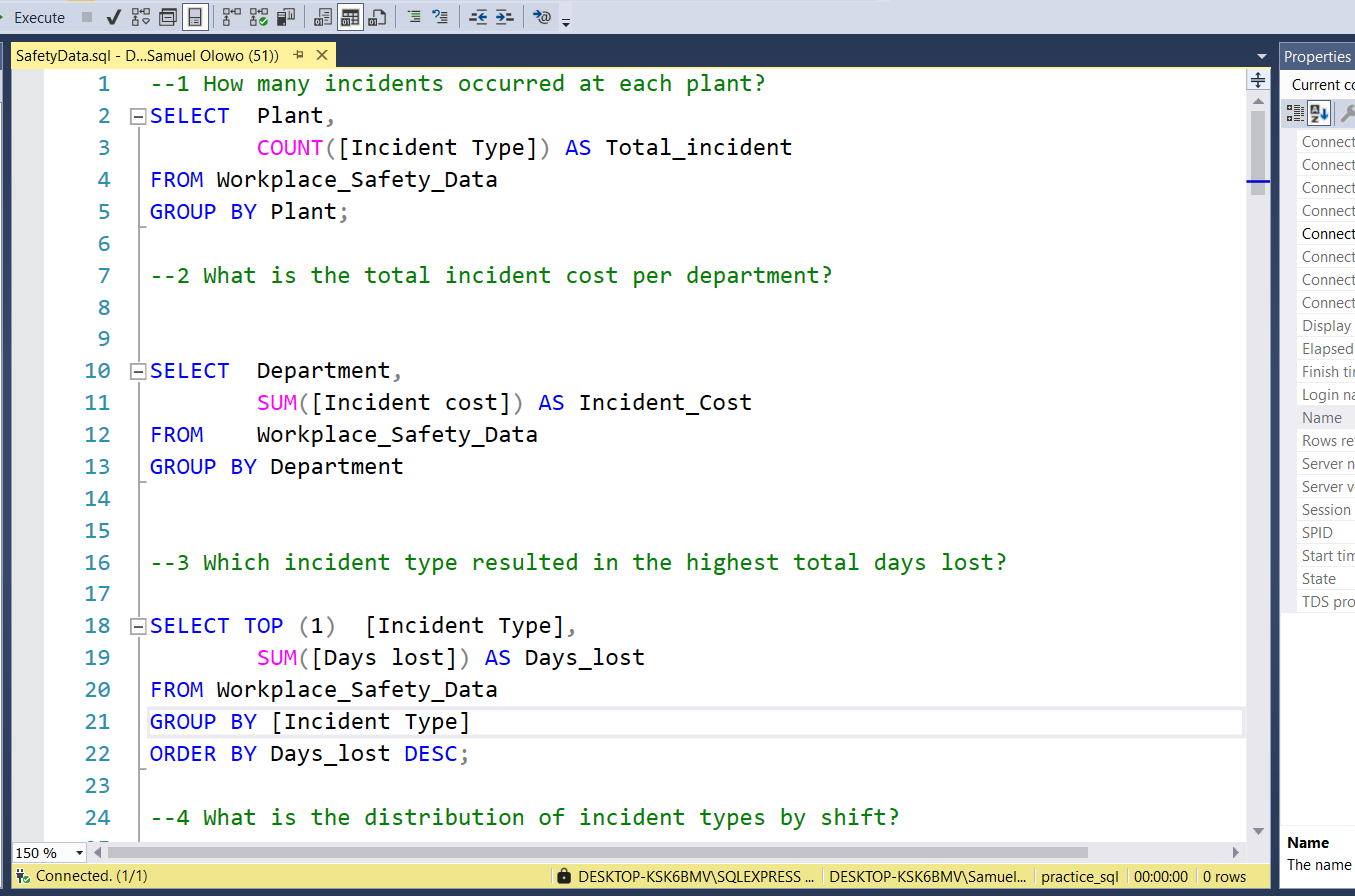 Execute
SafetyData.sql - D...Samuel Olowo (51))
Properties
Current co
1 --1 How many incidents occurred at each plant?
2 SELECT Plant,
3 COUNT([Incident Type]) AS Total_incident
4 FROM Workplace_Safety_Data
5 GROUP BY Plant;
6
7 --2 What is the total incident cost per department?
8
9
10 SELECT Department,
11 SUM([Incident cost]) AS Incident_Cost
12 FROM Workplace_Safety_Data
13 GROUP BY Department
14
15
16 --3 Which incident type resulted in the highest total days lost?
17
18 SELECT TOP (1) [Incident Type],
19 SUM([Days lost]) AS Days_lost
20 FROM Workplace_Safety_Data
21 GROUP BY [Incident Type]
22 ORDER BY Days_lost DESC;
23
24 --4 What is the distribution of incident types by shift?
Connect
Connect
Connect
Connect
Connect
Connect
Connect
Connect
Display
Elapsed
Finish tir
Login na
Name
Rows re
Server n
Server v
Session
SPID
Start tim
State
TDS pro
Name
The name
150 %
Connected. (1/1)
DESKTOP-KSK6BMV\SQLEXPRESS ...
DESKTOP-KSK6BMV\Samuel...
practice_sql
00:00:00
0 rows